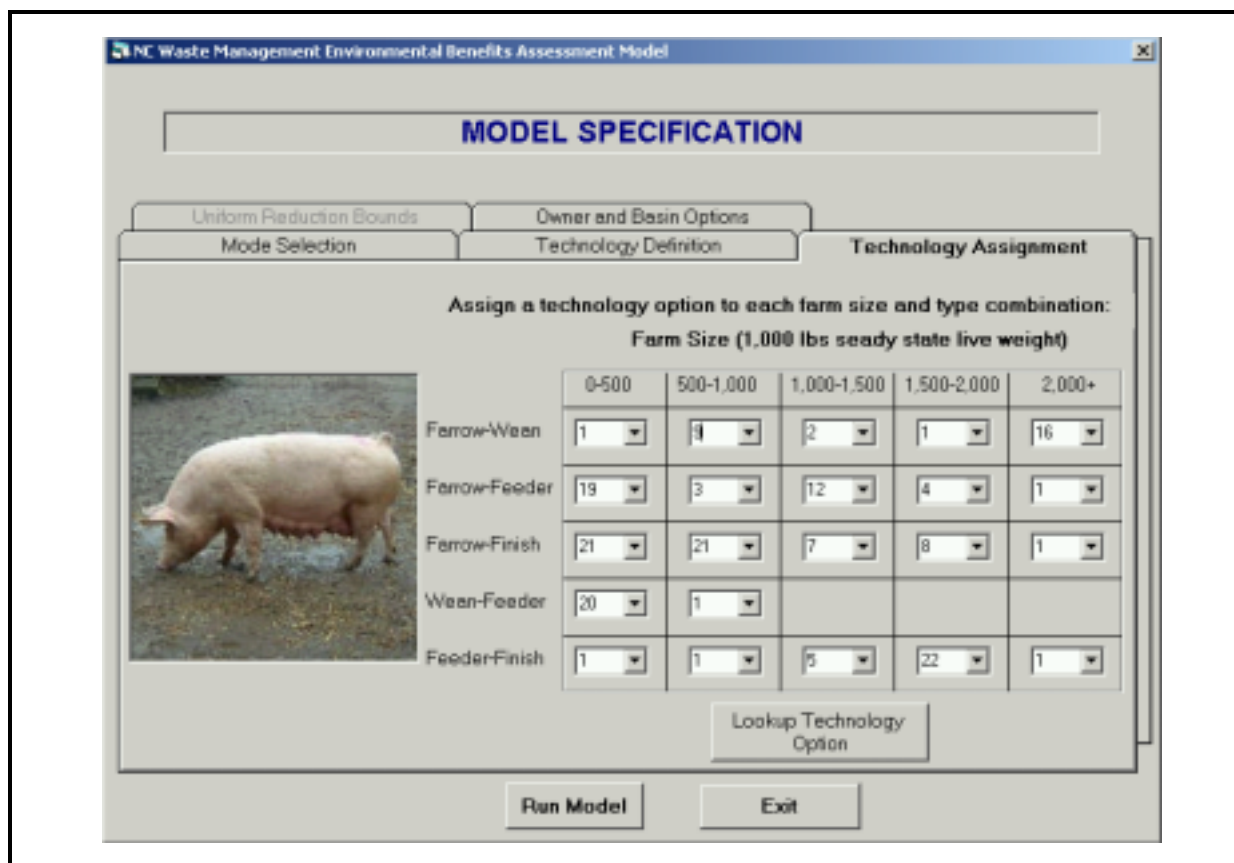 NC Waste Management Environmental Benefits Assessment Model
MODEL SPECIFICATION
Uniform Reduction Bounds Owner and Basin Options
Mode Selection Technology Definition Technology Assignment
Assign a technology option to each farm size and type combination:
Farm Size (1,000 lbs seady state live weight)
0-500 500-1,000 1,000-1,500 1,500-2,000 2,000+
Farrow-Wean 1 9 2 1 16
Farrow-Feeder 19 3 12 4 1
Farrow-Finish 21 21 7 8 1
Wean-Feeder 20 1
Feeder-Finish 1 1 5 22 1
Lookup Technology
Option
Run Model Exit